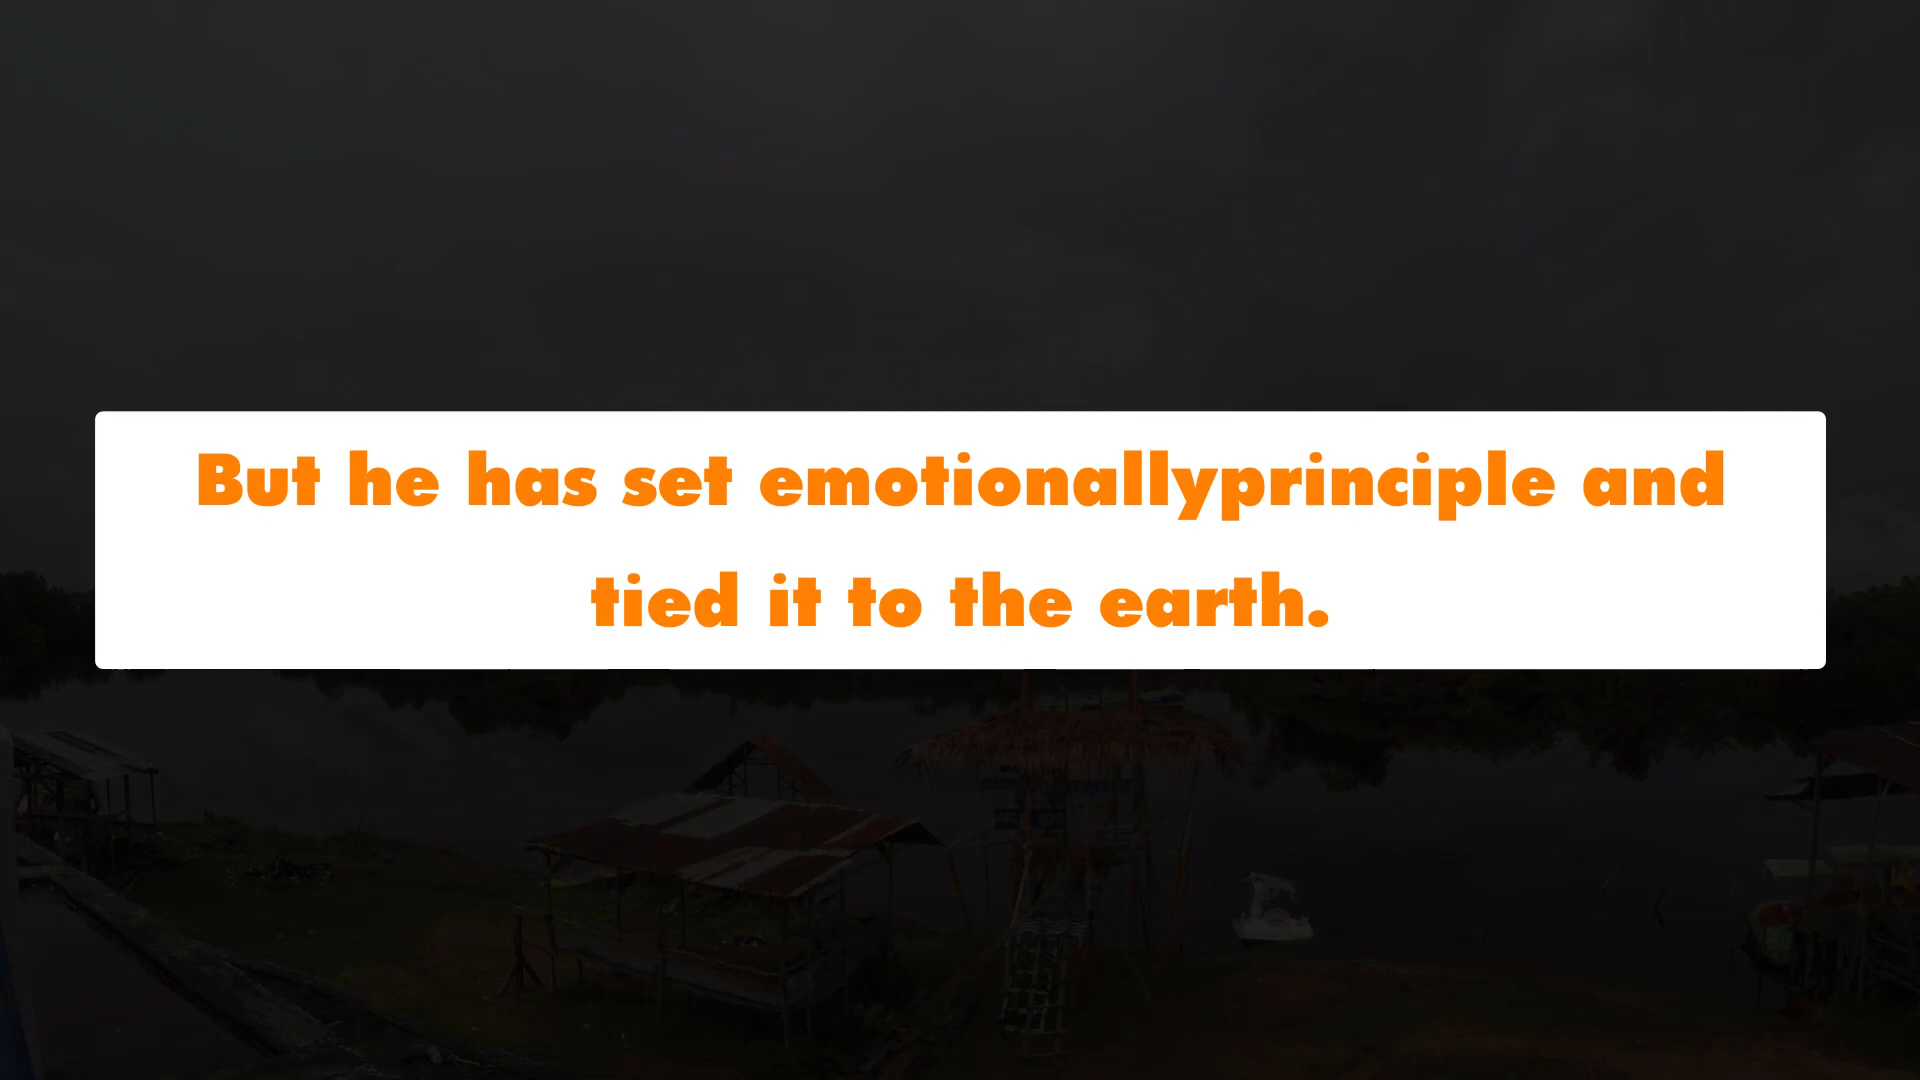 But he has set emotionallyprinciple and
tied it to the earth.